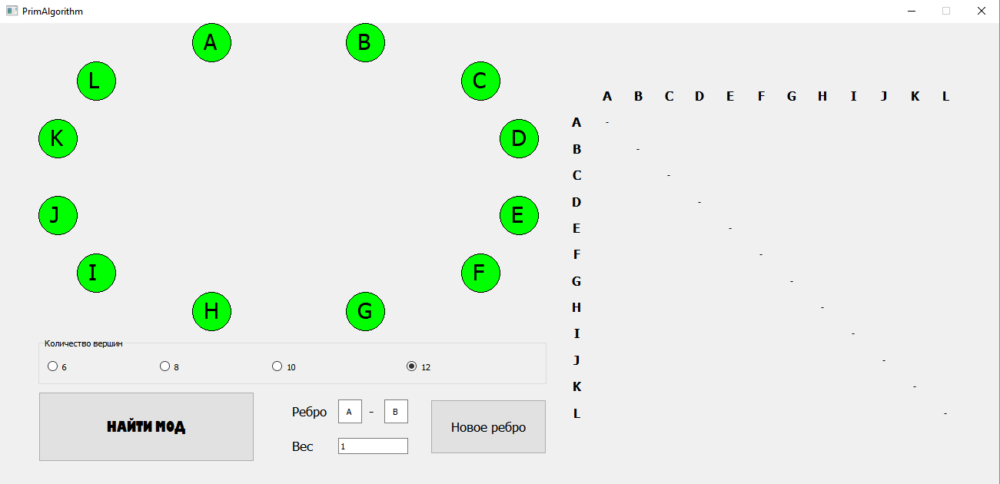 PrimAlgorithm
A B
L C
K D
J E
I F
H G
A B C D E F G H I J K L
A -
B -
C -
D -
E -
F -
G -
H -
I -
J -
K -
L -
Количество вершин
6 8 10 12
НАЙТИ МОД
Ребро A - B
Вес 1
Новое ребро